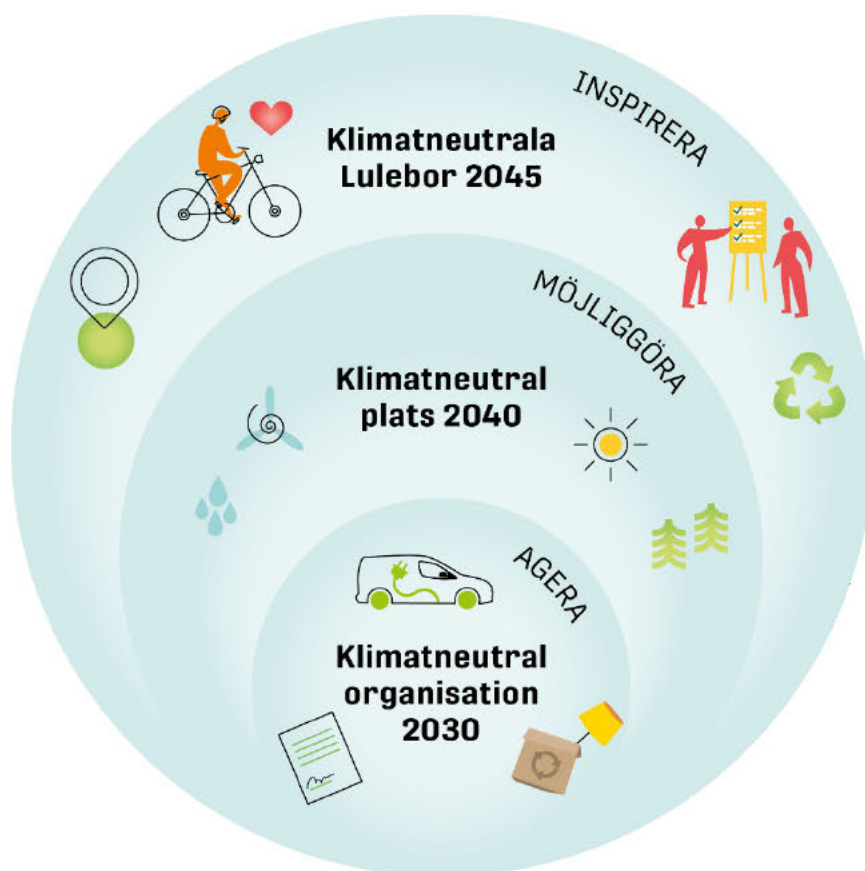 INSPIRERA
Klimatneutrala
Lulebor 2045
MÖJLIGGÖRA
Klimatneutral
plats 2040
AGERA
Klimatneutral
organisation
2030